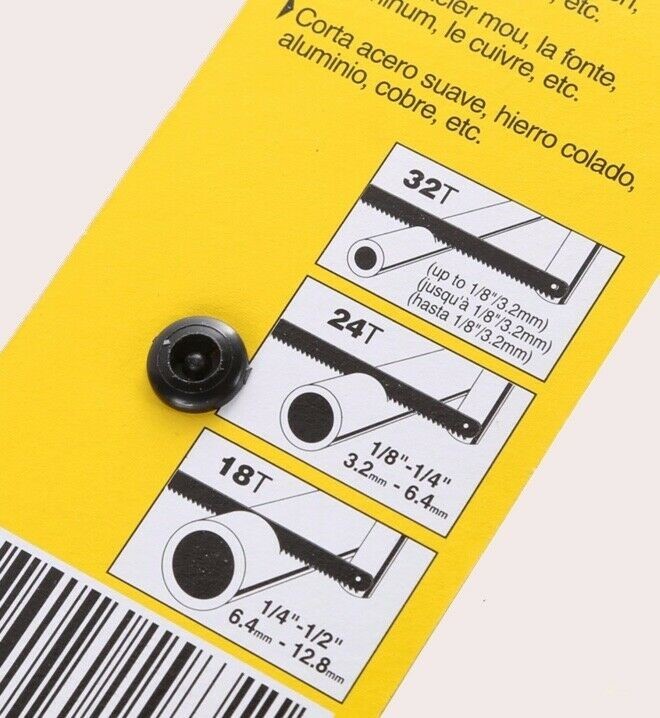 etc.
acier mou, la fonte,
le cuivre, etc.
Corta acero suave, hierro colado,
aluminio, cobre, etc.
32T
(up to 1/8"/3.2mm)
(jusqu'à 1/8"/3.2mm)
(hasta 1/8"/3.2mm)
24T
1/8"-1/4"
3.2mm - 6.4mm
18T
1/4"-1/2"
6.4mm - 12.8mm